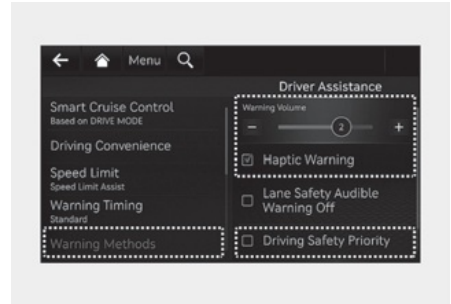 Menu
Driver Assistance
Smart Cruise Control
Based on DRIVE MODE
Driving Convenience
Speed Limit
Speed Limit Assist
Warning Timing
Standard
Warning Methods
Warning Volume
− 2 +
Haptic Warning
Lane Safety Audible
Warning Off
Driving Safety Priority